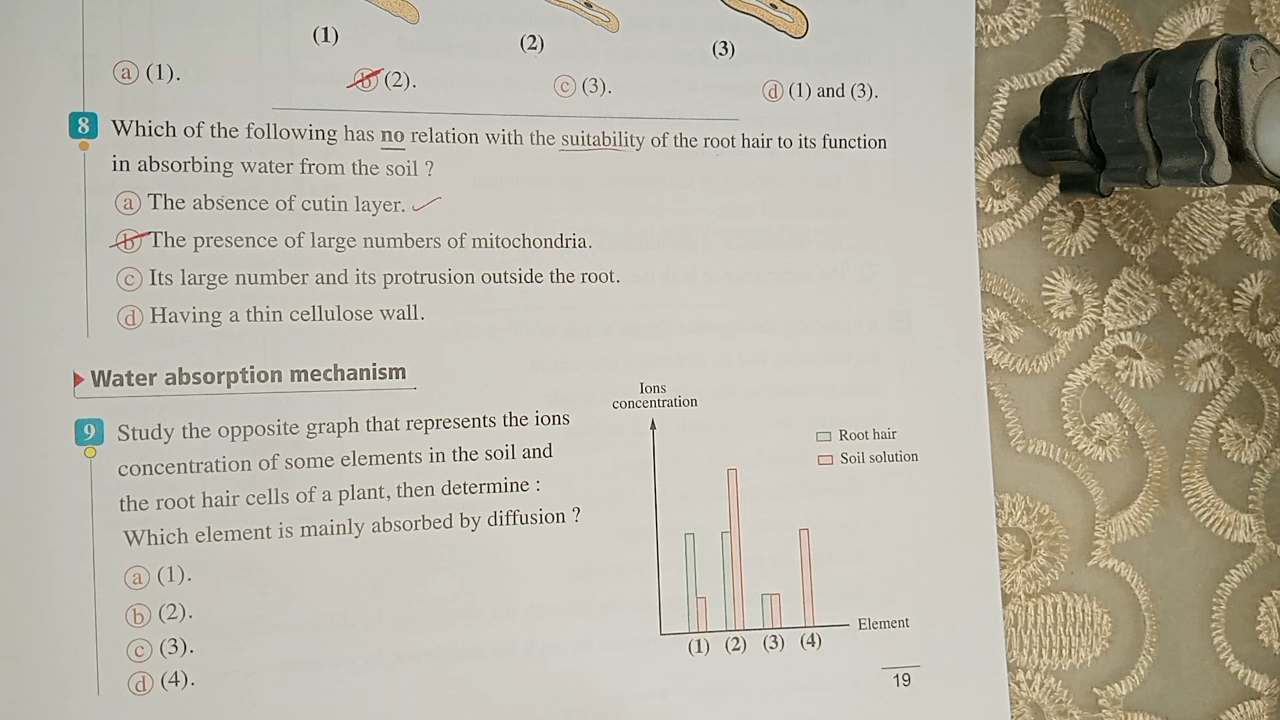 (1)
(2)
(3)
a (1).
b (2).
c (3).
d (1) and (3).
8 Which of the following has no relation with the suitability of the root hair to its function
in absorbing water from the soil ?
a The absence of cutin layer.
b The presence of large numbers of mitochondria.
c Its large number and its protrusion outside the root.
d Having a thin cellulose wall.
Water absorption mechanism
9 Study the opposite graph that represents the ions
concentration of some elements in the soil and
the root hair cells of a plant, then determine :
Which element is mainly absorbed by diffusion ?
a (1).
b (2).
c (3).
d (4).
Ions
concentration
Root hair
Soil solution
Element
(1) (2) (3) (4)
19